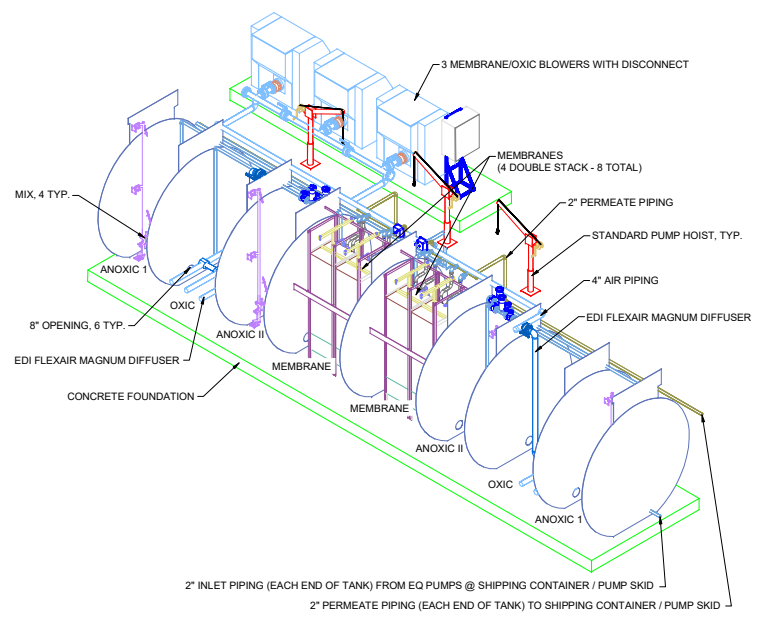 3 MEMBRANE/OXIC BLOWERS WITH DISCONNECT
MEMBRANES
(4 DOUBLE STACK - 8 TOTAL)
2" PERMEATE PIPING
MIX, 4 TYP.
STANDARD PUMP HOIST, TYP.
ANOXIC 1
4" AIR PIPING
OXIC
EDI FLEXAIR MAGNUM DIFFUSER
8" OPENING, 6 TYP.
ANOXIC II
EDI FLEXAIR MAGNUM DIFFUSER
MEMBRANE
CONCRETE FOUNDATION
MEMBRANE
ANOXIC II
OXIC
ANOXIC 1
2" INLET PIPING (EACH END OF TANK) FROM EQ PUMPS @ SHIPPING CONTAINER / PUMP SKID
2" PERMEATE PIPING (EACH END OF TANK) TO SHIPPING CONTAINER / PUMP SKID